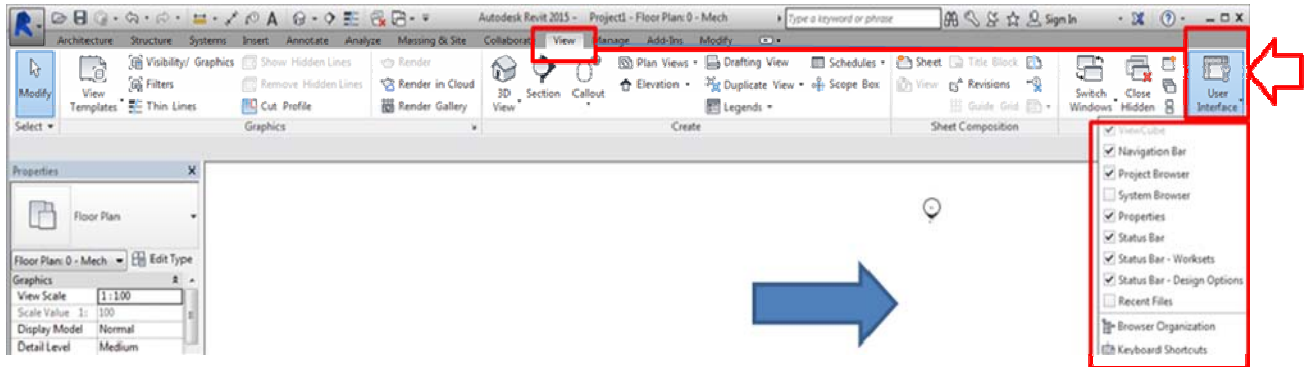 Autodesk Revit 2015 - Project1 - Floor Plan: 0 - Mech
Type a keyword or phrase
Sign In
Architecture Structure Systems Insert Annotate Analyze Massing & Site Collaborat View Manage Add-Ins Modify
Modify
View
Templates
Visibility/ Graphics
Filters
Thin Lines
Show Hidden Lines
Remove Hidden Lines
Cut Profile
Render
Render in Cloud
Render Gallery
3D
View
Section
Callout
Plan Views
Elevation
Drafting View
Duplicate View
Legends
Schedules
Scope Box
Sheet
View
Title Block
Revisions
Guide Grid
Switch
Windows
Close
Hidden
User
Interface
Select
Graphics
Create
Sheet Composition
ViewCube
Navigation Bar
Project Browser
System Browser
Properties
Status Bar
Status Bar - Worksets
Status Bar - Design Options
Recent Files
Browser Organization
Keyboard Shortcuts
Properties X
Floor Plan
Floor Plan: 0 - Mech
Edit Type
Graphics
View Scale 1 : 100
Scale Value 1: 100
Display Model Normal
Detail Level Medium